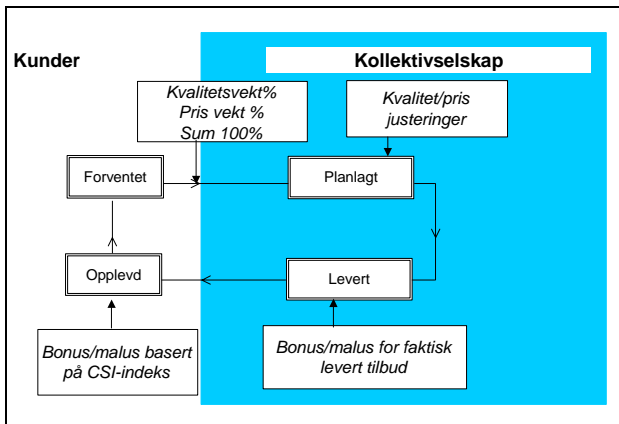 Kunder
Kollektivselskap
Kvalitetsvekt%
Pris vekt %
Sum 100%
Kvalitet/pris
justeringer
Forventet
Planlagt
Opplevd
Levert
Bonus/malus basert
på CSI-indeks
Bonus/malus for faktisk
levert tilbud